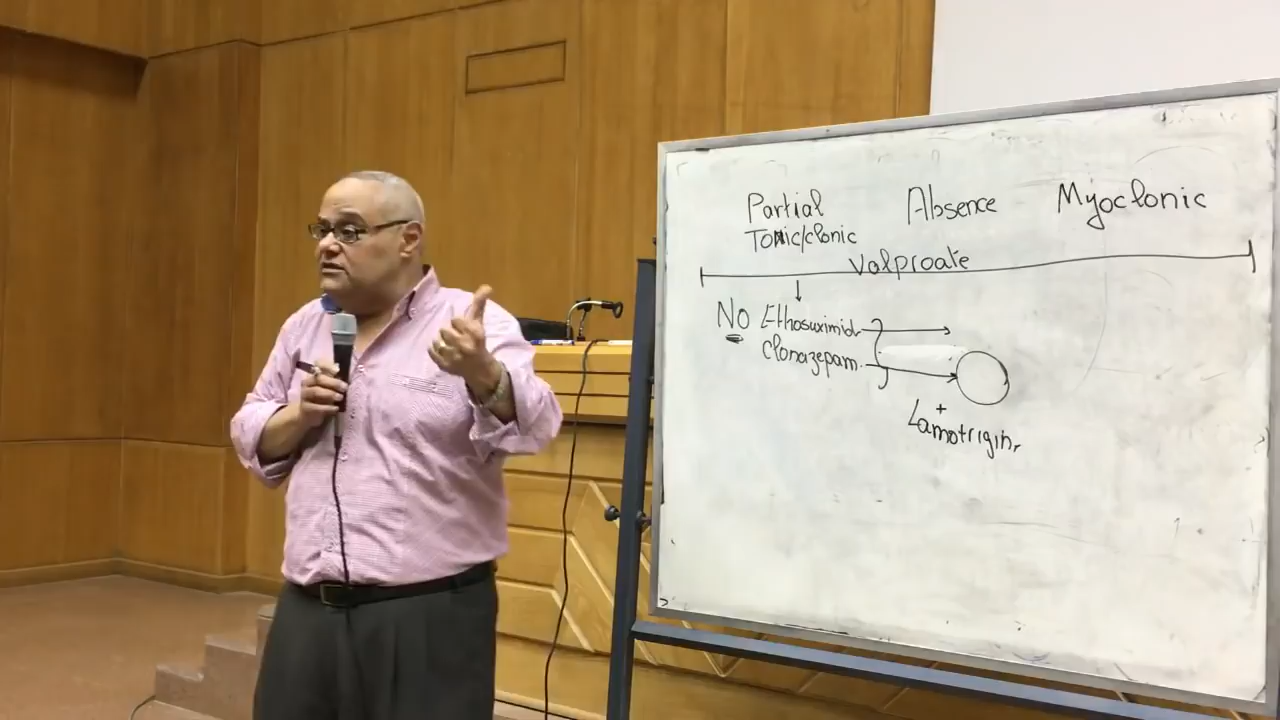 Partial Absence Myoclonic
Tonic/clonic
valproate
No Ethosuximid
Clonazepam
+
Lamotrigin